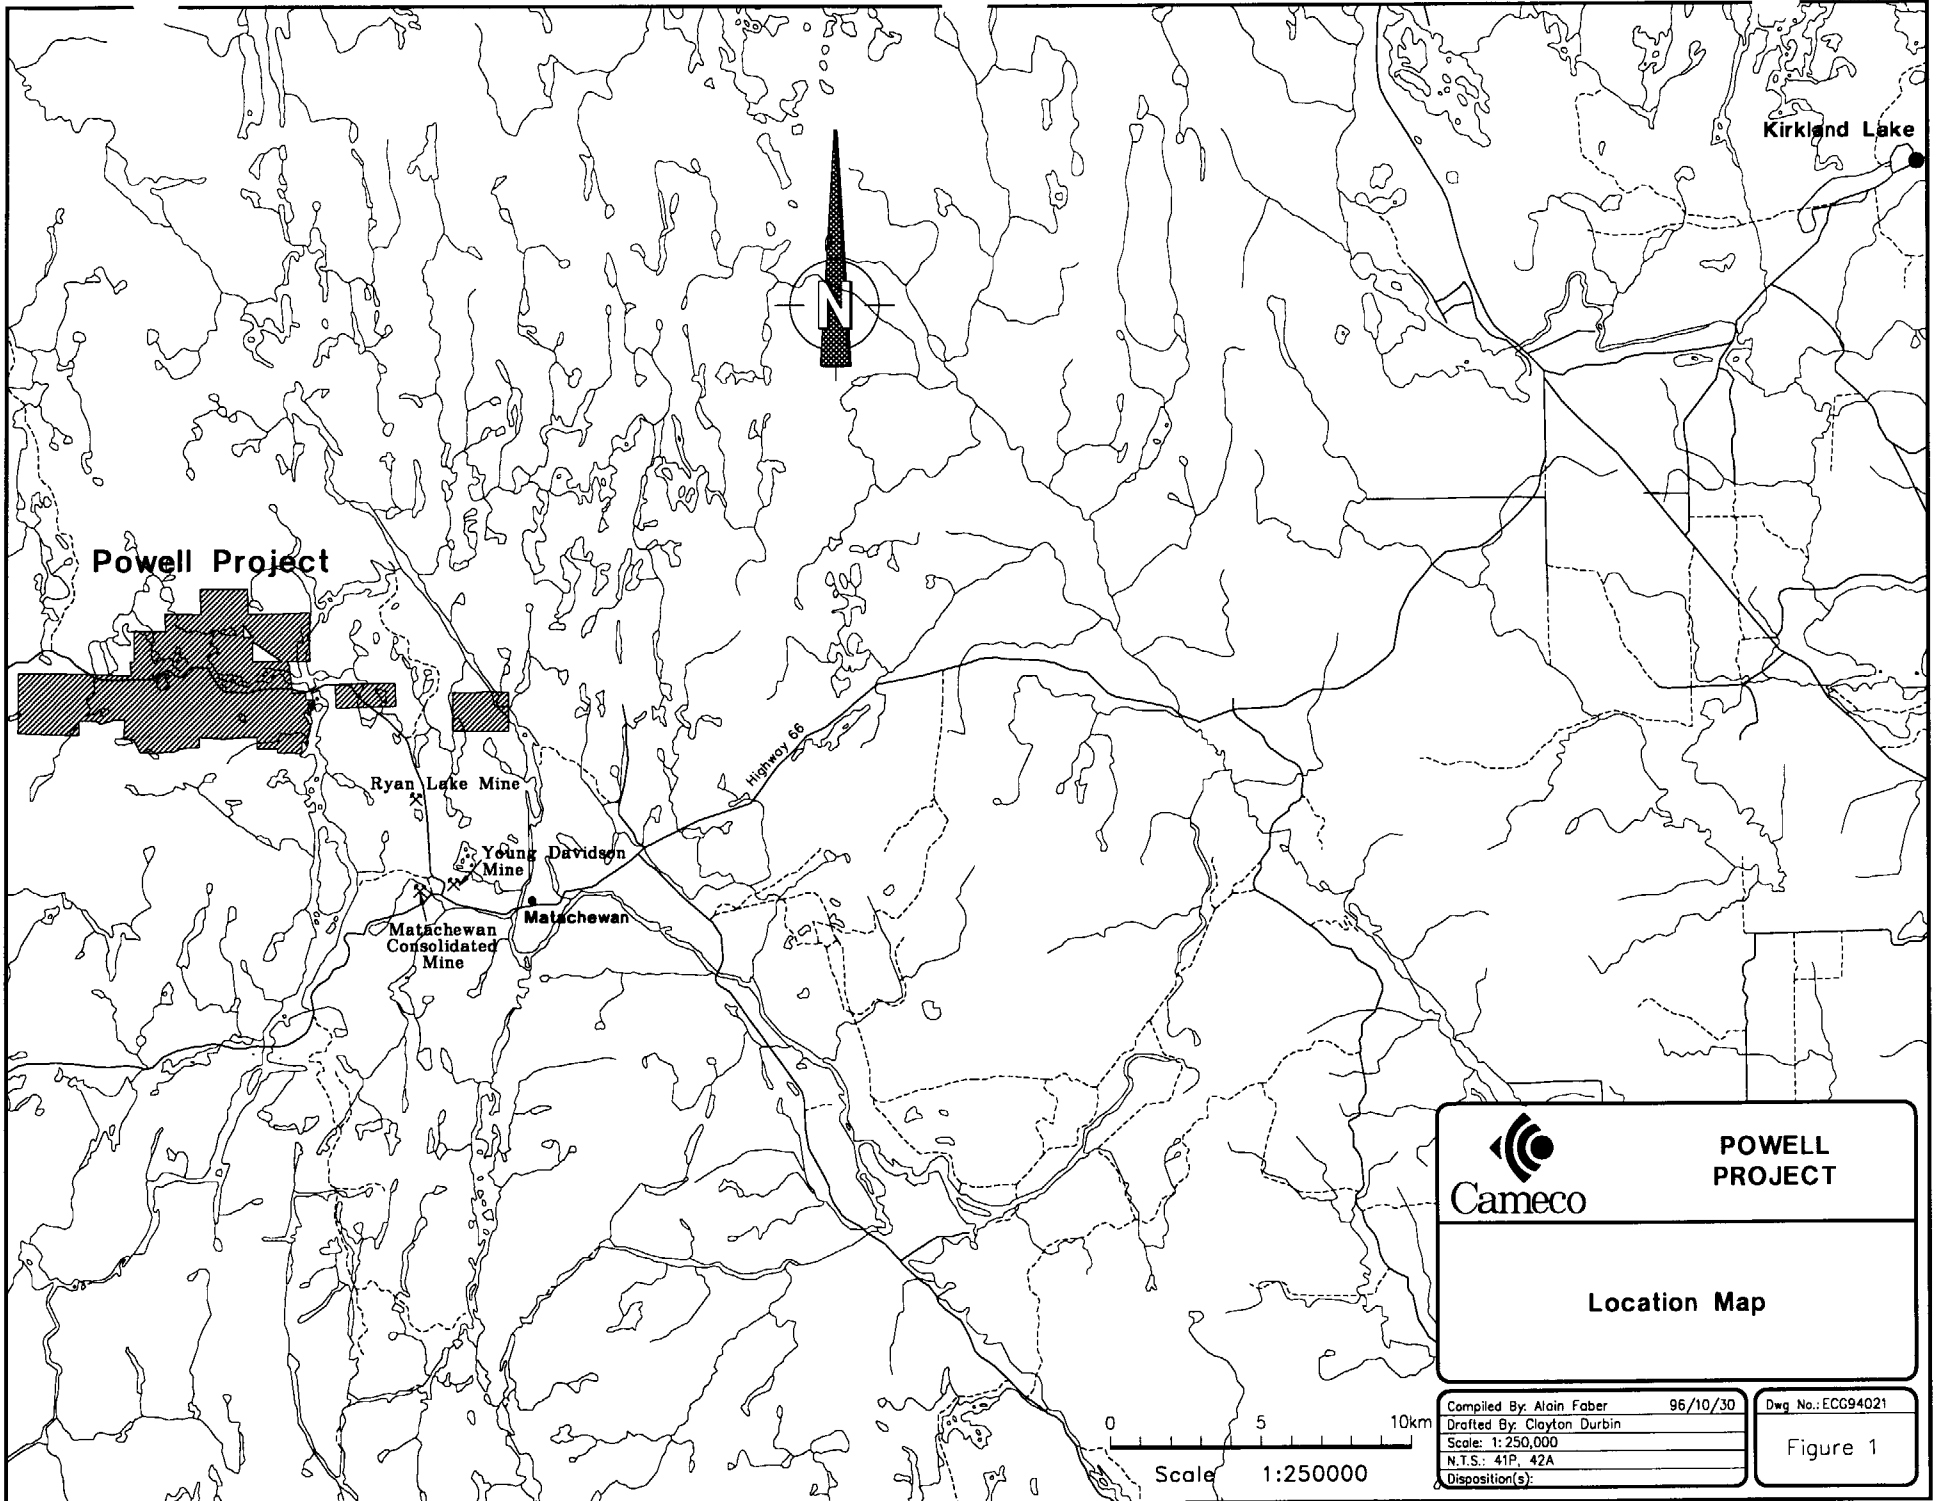 Kirkland Lake
N
Powell Project
Highway 66
Ryan Lake Mine
Young Davidson
Mine
Matachewan
Matachewan
Consolidated
Mine
Cameco
POWELL
PROJECT
Location Map
0 5 10km
Scale 1:250000
Compiled By: Alain Faber 96/10/30
Drafted By: Clayton Durbin
Scale: 1:250,000
N.T.S.: 41P, 42A
Disposition(s):
Dwg No.: ECG94021
Figure 1